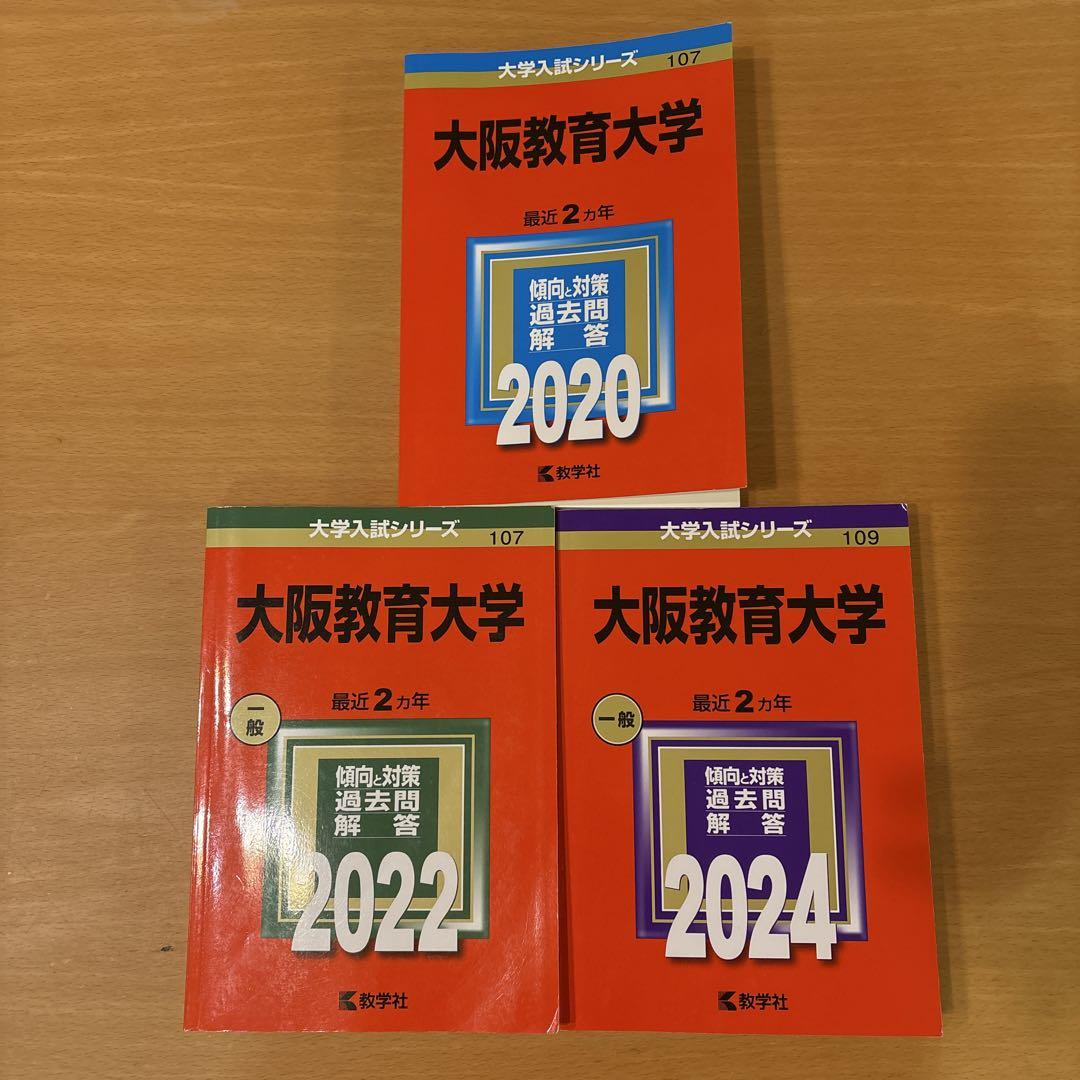 大学入試シリーズ 107
大阪教育大学
最近2カ年
傾向と対策
過去問
解答
2020
教学社
大学入試シリーズ 107
大阪教育大学
一般
最近2カ年
傾向と対策
過去問
解答
2022
教学社
大学入試シリーズ 109
大阪教育大学
一般
最近2カ年
傾向と対策
過去問
解答
2024
教学社